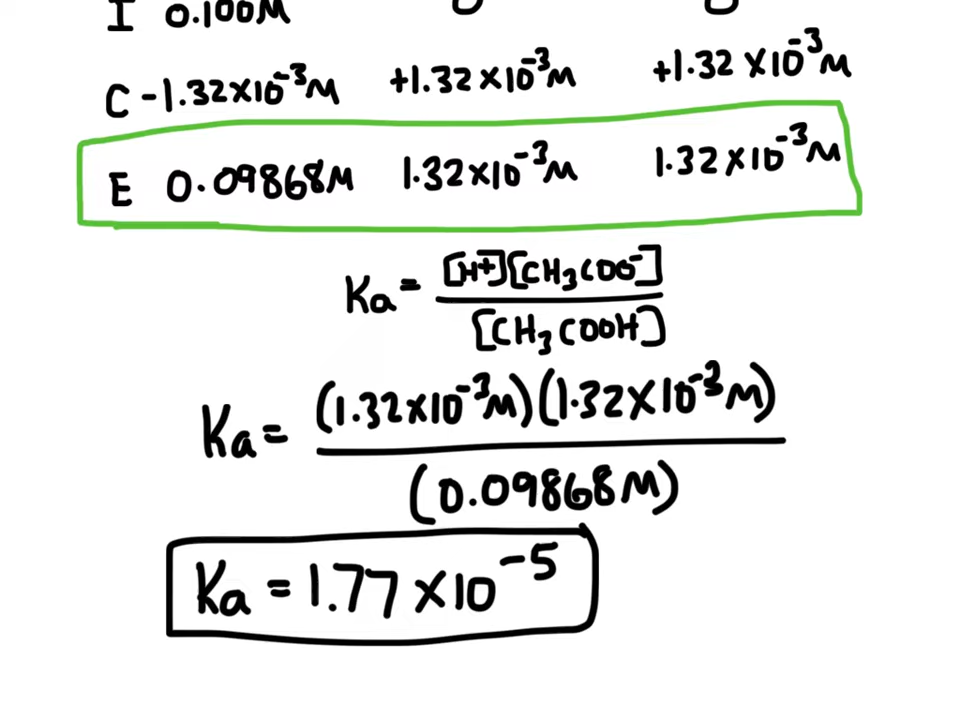 I 0.100M
C -1.32×10⁻³M +1.32×10⁻³M +1.32×10⁻³M
E 0.09868M 1.32×10⁻³M 1.32×10⁻³M
Ka = [H+][CH₃COO⁻]
[CH₃COOH]
Ka = (1.32×10⁻³M)(1.32×10⁻³M)
(0.09868M)
Ka = 1.77×10⁻⁵